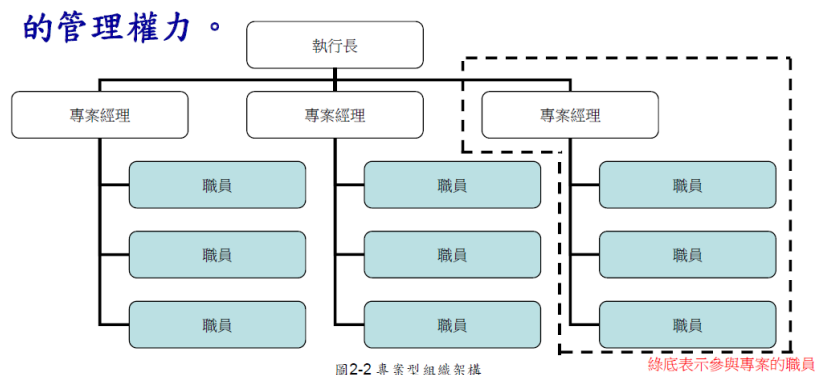 的管理權力。
執行長
專案經理 專案經理 專案經理
職員 職員 職員
職員 職員 職員
職員 職員 職員
圖2-2 專案型組織架構
綠底表示參與專案的職員